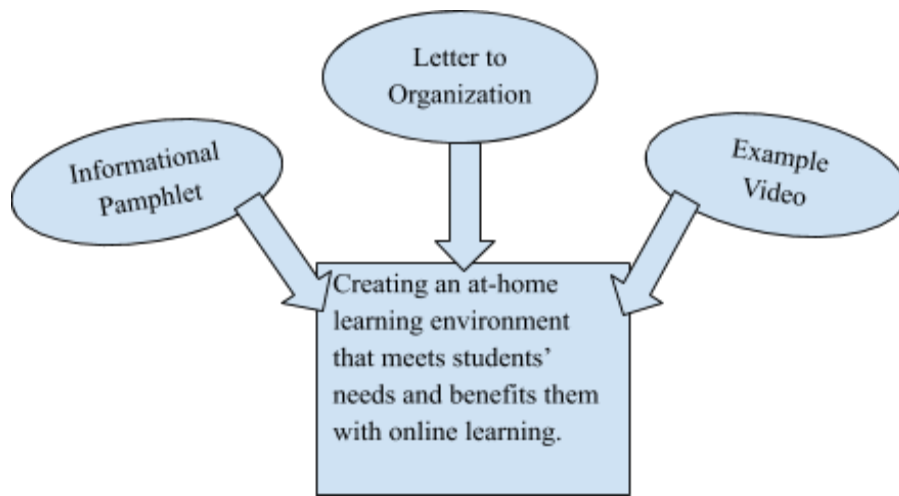 Letter to
Organization
Informational
Pamphlet
Example
Video
Creating an at-home
learning environment
that meets students’
needs and benefits them
with online learning.